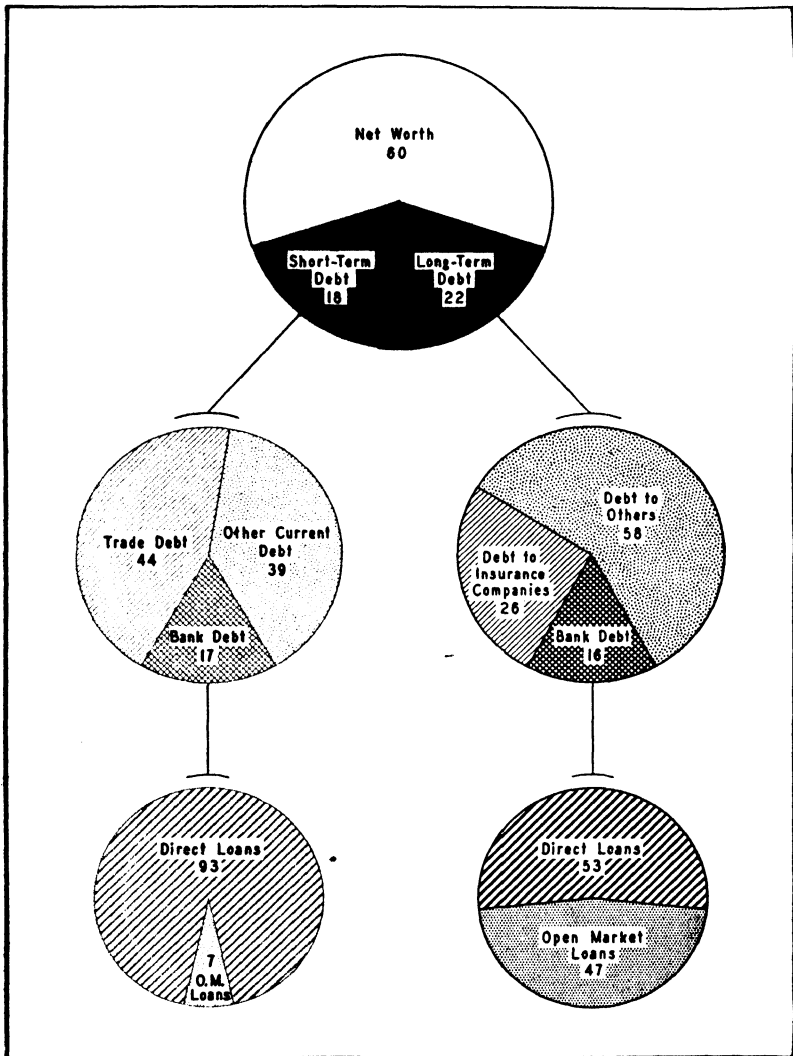 Net Worth
60
Short-Term
Debt
18
Long-Term
Debt
22
Trade Debt
44
Other Current
Debt
39
Bank Debt
17
Debt to
Others
58
Debt to
Insurance
Companies
26
Bank Debt
16
Direct Loans
93
7
O.M.
Loans
Direct Loans
53
Open Market
Loans
47